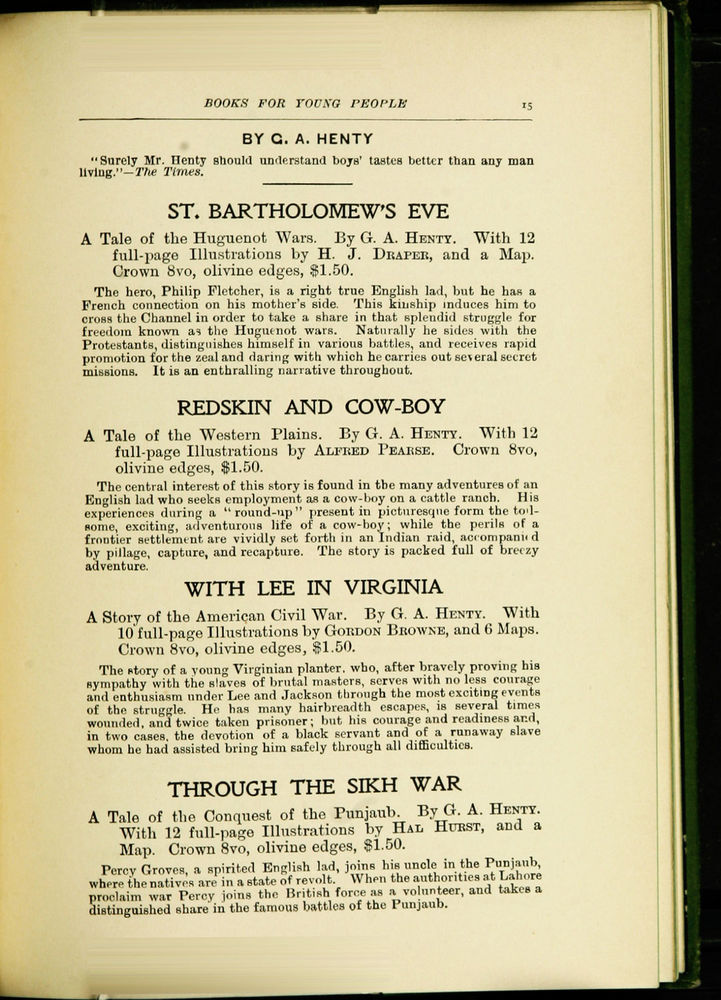 BOOKS FOR YOUNG PEOPLE 15
BY G. A. HENTY
"Surely Mr. Henty should understand boys' tastes better than any man
living."—The Times.
ST. BARTHOLOMEW'S EVE
A Tale of the Huguenot Wars. By G. A. HENTY. With 12
full-page Illustrations by H. J. DRAPER, and a Map.
Crown 8vo, olivine edges, $1.50.
The hero, Philip Fletcher, is a right true English lad, but he has a
French connection on his mother's side. This kinship induces him to
cross the Channel in order to take a share in that splendid struggle for
freedom known as the Huguenot wars. Naturally he sides with the
Protestants, distinguishes himself in various battles, and receives rapid
promotion for the zeal and daring with which he carries out several secret
missions. It is an enthralling narrative throughout.
REDSKIN AND COW-BOY
A Tale of the Western Plains. By G. A. HENTY. With 12
full-page Illustrations by ALFRED PEARSE. Crown 8vo,
olivine edges, $1.50.
The central interest of this story is found in the many adventures of an
English lad who seeks employment as a cow-boy on a cattle ranch. His
experiences during a "round-up" present in picturesque form the toil-
some, exciting, adventurous life of a cow-boy; while the perils of a
frontier settlement are vividly set forth in an Indian raid, accompanied
by pillage, capture, and recapture. The story is packed full of breezy
adventure.
WITH LEE IN VIRGINIA
A Story of the American Civil War. By G. A. HENTY. With
10 full-page Illustrations by GORDON BROWNE, and 6 Maps.
Crown 8vo, olivine edges, $1.50.
The story of a young Virginian planter, who, after bravely proving his
sympathy with the slaves of brutal masters, serves with no less courage
and enthusiasm under Lee and Jackson through the most exciting events
of the struggle. He has many hairbreadth escapes, is several times
wounded, and twice taken prisoner; but his courage and readiness and,
in two cases, the devotion of a black servant and of a runaway slave
whom he had assisted bring him safely through all difficulties.
THROUGH THE SIKH WAR
A Tale of the Conquest of the Punjaub. By G. A. HENTY.
With 12 full-page Illustrations by HAL HURST, and a
Map. Crown 8vo, olivine edges, $1.50.
Percy Groves, a spirited English lad, joins his uncle in the Punjaub,
where the natives are in a state of revolt. When the authorities at Lahore
proclaim war Percy joins the British force as a volunteer, and takes a
distinguished share in the famous battles of the Punjaub.